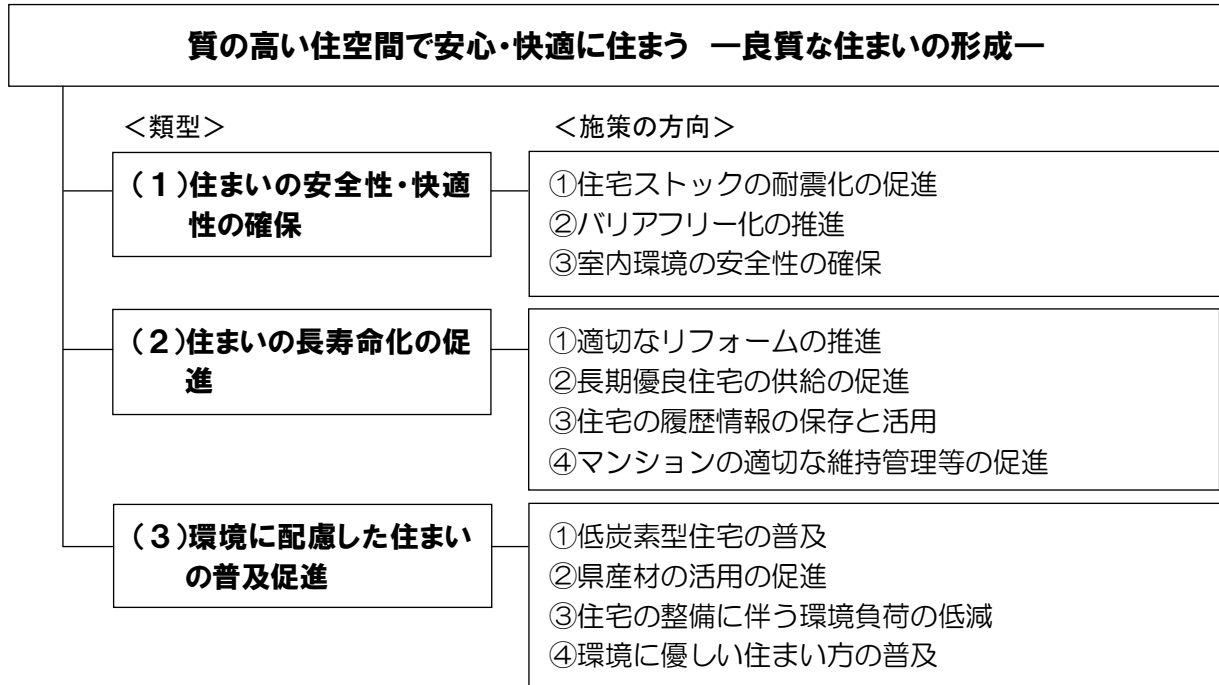 質の高い住空間で安心・快適に住まう ―良質な住まいの形成―
＜類型＞
＜施策の方向＞
（１）住まいの安全性・快適
性の確保
①住宅ストックの耐震化の促進
②バリアフリー化の推進
③室内環境の安全性の確保
（２）住まいの長寿命化の促
進
①適切なリフォームの推進
②長期優良住宅の供給の促進
③住宅の履歴情報の保存と活用
④マンションの適切な維持管理等の促進
（３）環境に配慮した住まい
の普及促進
①低炭素型住宅の普及
②県産材の活用の促進
③住宅の整備に伴う環境負荷の低減
④環境に優しい住まい方の普及